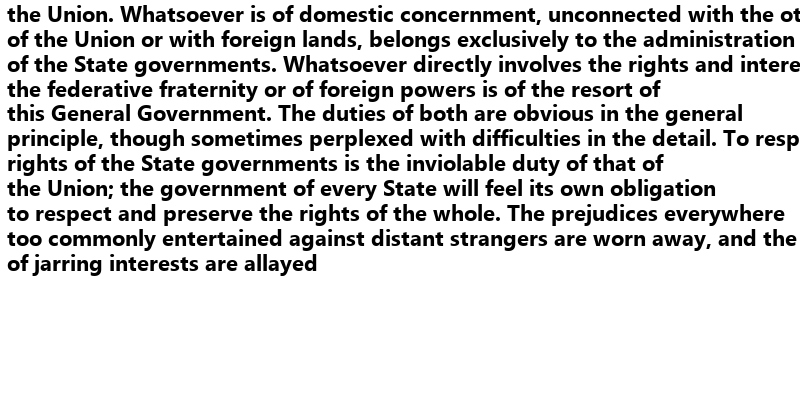 the Union. Whatsoever is of domestic concernment, unconnected with the
of the Union or with foreign lands, belongs exclusively to the administration
of the State governments. Whatsoever directly involves the rights and
the federative fraternity or of foreign powers is of the resort of
this General Government. The duties of both are obvious in the general
principle, though sometimes perplexed with difficulties in the detail. To
rights of the State governments is the inviolable duty of that of
the Union; the government of every State will feel its own obligation
to respect and preserve the rights of the whole. The prejudices everywhere
too commonly entertained against distant strangers are worn away, and the
of jarring interests are allayed